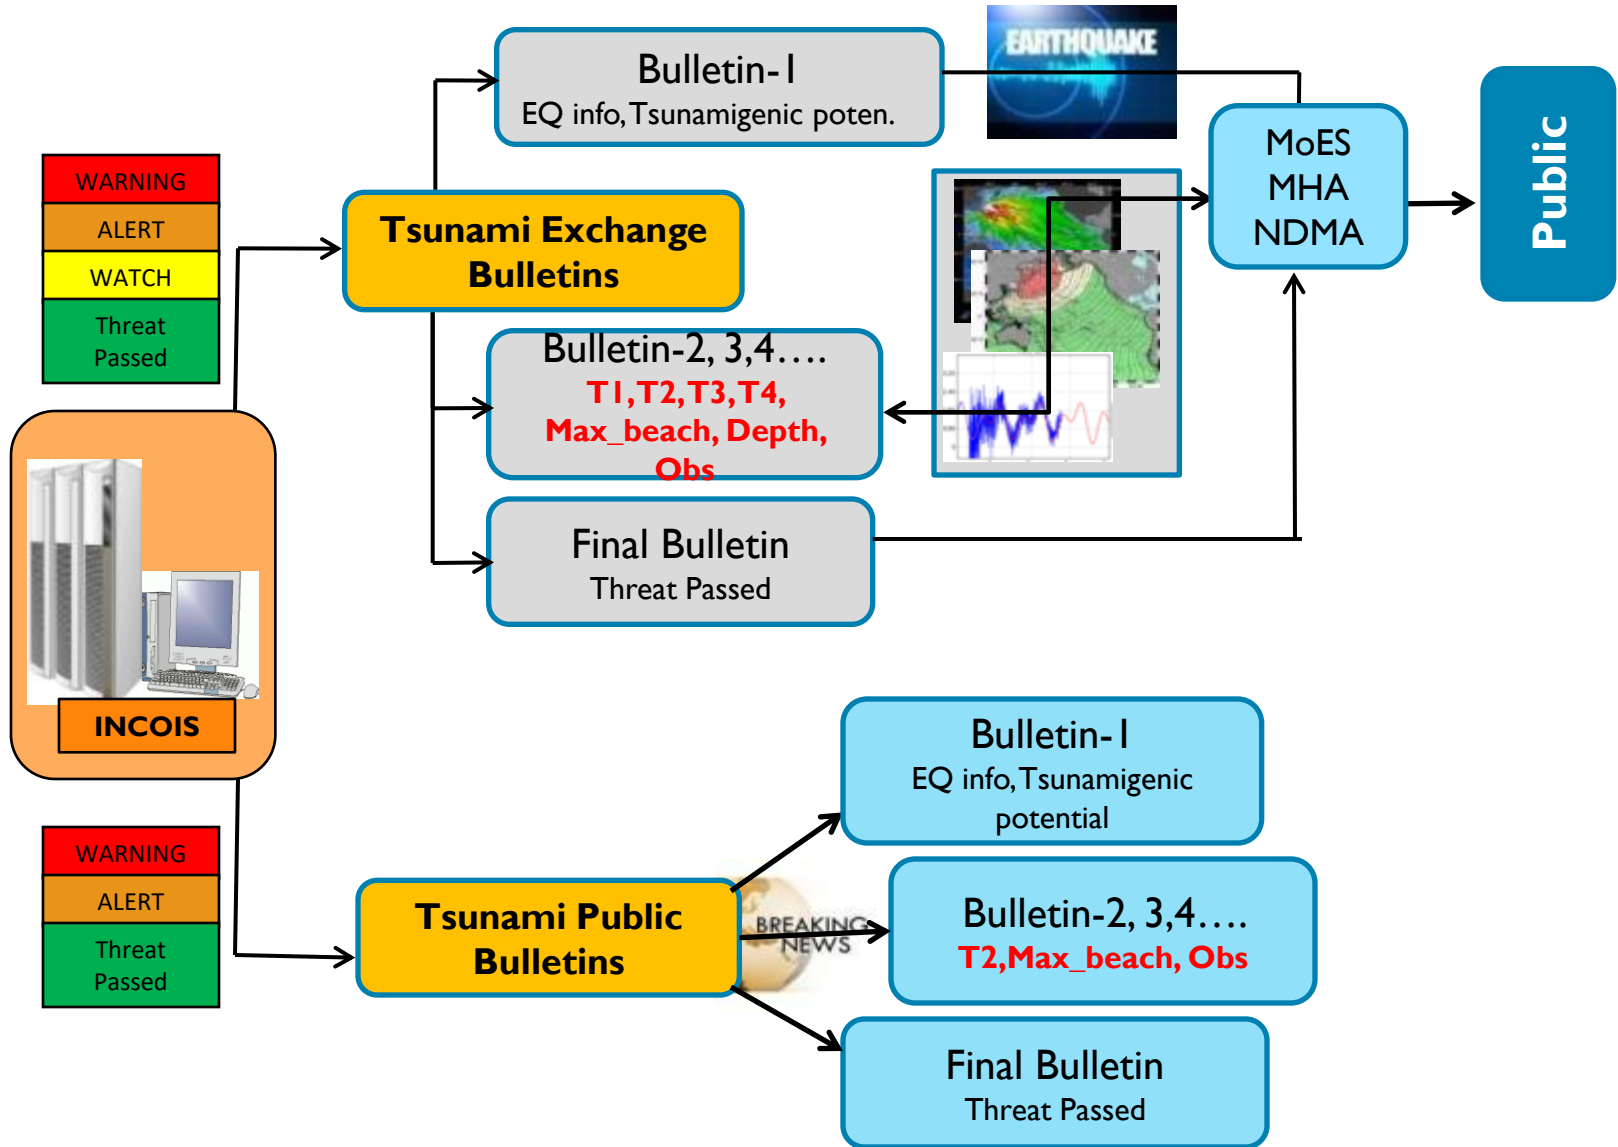 Bulletin-1
EQ info, Tsunamigenic poten.
EARTHQUAKE
MoES
MHA
NDMA
Public
WARNING
ALERT
WATCH
Threat
Passed
Tsunami Exchange
Bulletins
Bulletin-2, 3,4….
T1,T2,T3,T4,
Max_beach, Depth,
Obs
Final Bulletin
Threat Passed
INCOIS
WARNING
ALERT
Threat
Passed
Tsunami Public
Bulletins
BREAKING
NEWS
Bulletin-1
EQ info, Tsunamigenic
potential
Bulletin-2, 3,4….
T2,Max_beach, Obs
Final Bulletin
Threat Passed